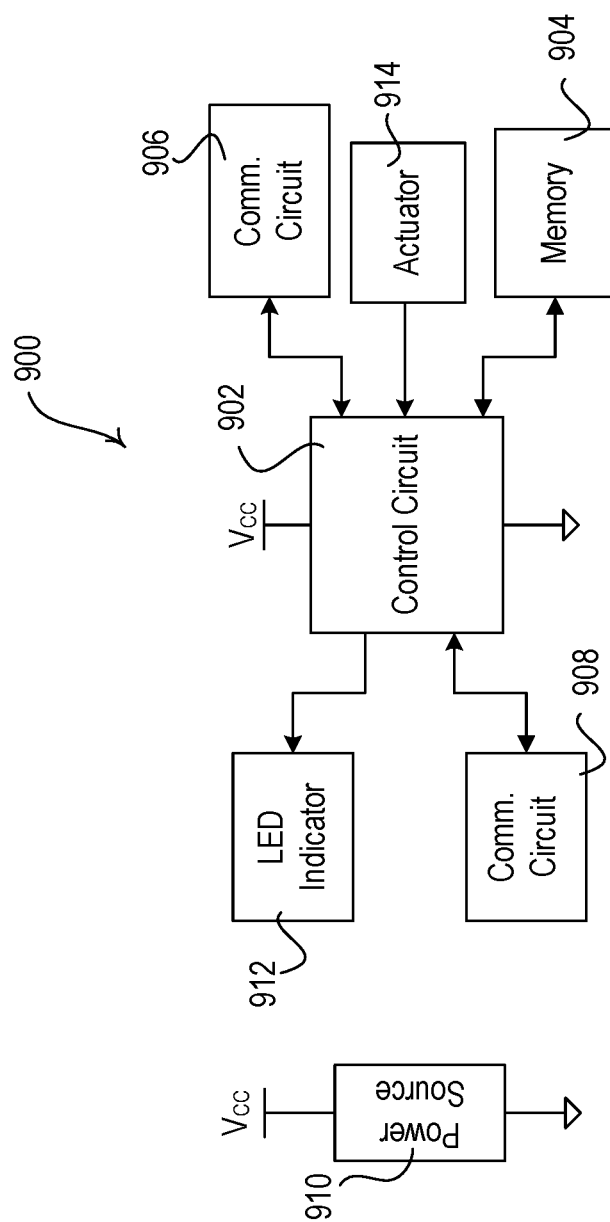 900
Vcc
910
Power
Source
912
LED
Indicator
908
Comm.
Circuit
Vcc
902
Control Circuit
906
Comm.
Circuit
914
Actuator
904
Memory